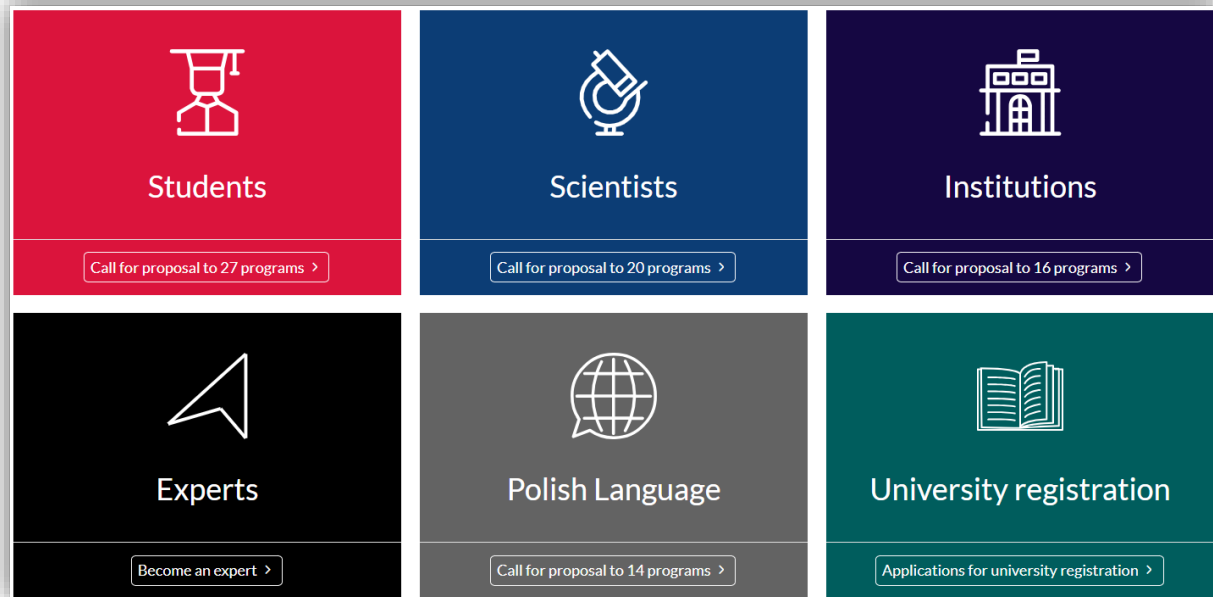 Students
Call for proposal to 27 programs >
Scientists
Call for proposal to 20 programs >
Institutions
Call for proposal to 16 programs >
Experts
Become an expert >
Polish Language
Call for proposal to 14 programs >
University registration
Applications for university registration >